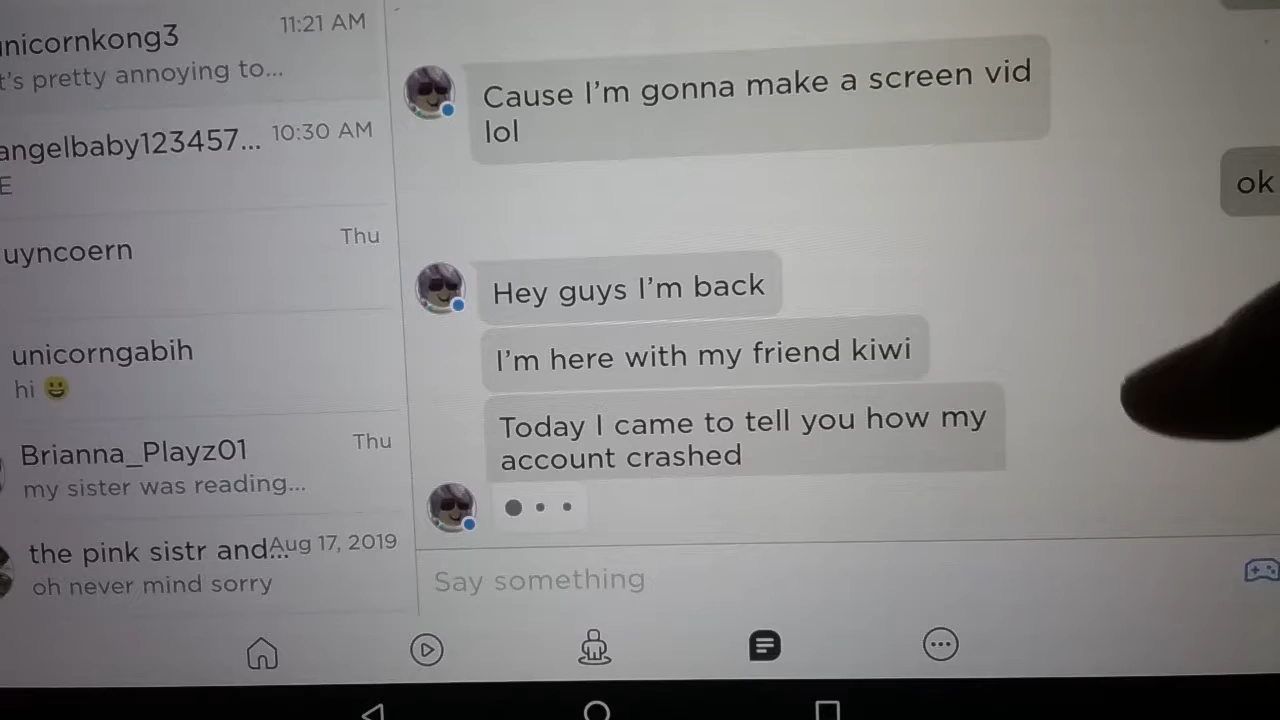 unicornkong3 11:21 AM
t's pretty annoying to...
angelbaby123457... 10:30 AM
E
uyncoern Thu
unicorngabih
hi 😃
Brianna_Playz01 Thu
my sister was reading...
the pink sistr and... Aug 17, 2019
oh never mind sorry
Cause I'm gonna make a screen vid
lol
ok
Hey guys I'm back
I'm here with my friend kiwi
Today I came to tell you how my
account crashed
Say something